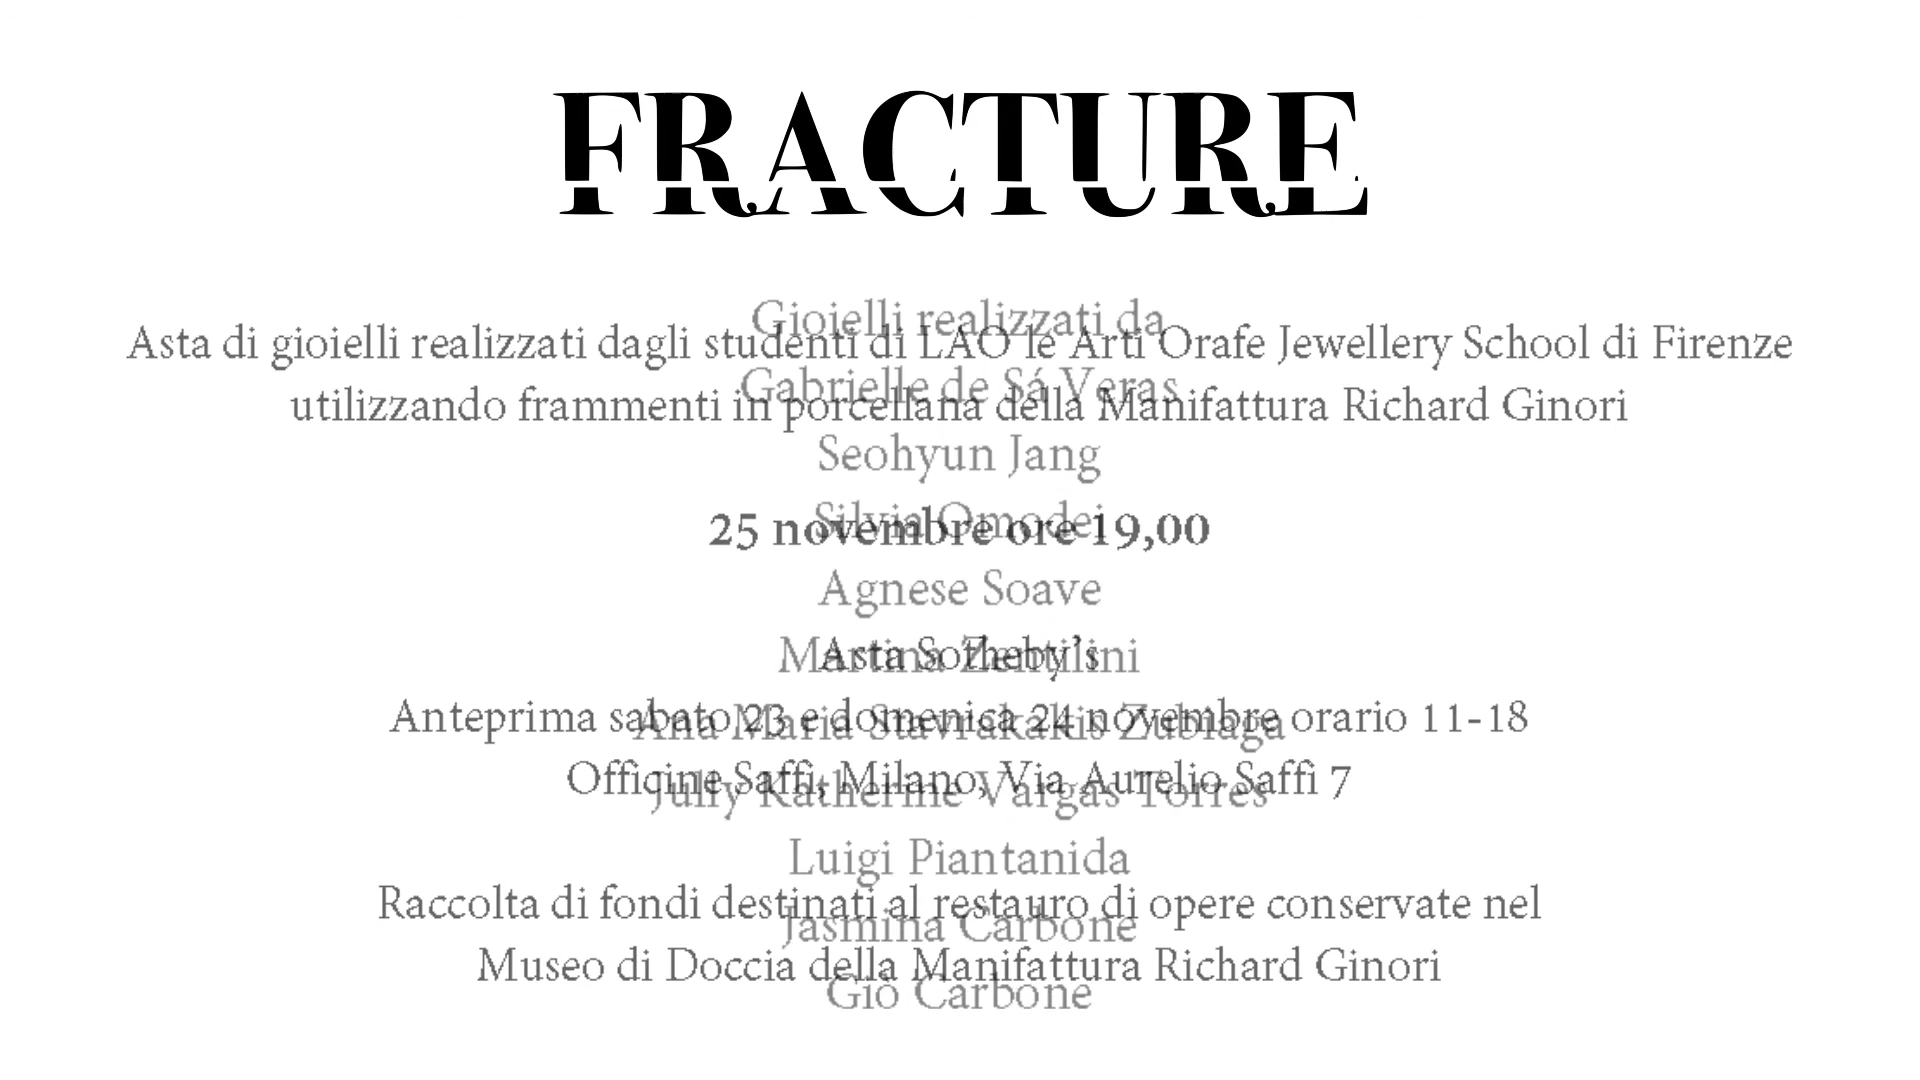 FRACTURE
Asta di gioielli realizzati dagli studenti di LAO le Arti Orafe Jewellery School di Firenze
utilizzando frammenti in porcellana della Manifattura Richard Ginori
25 novembre ore 19,00
Asta Sotheby's
Anteprima sabato 23 e domenica 24 novembre orario 11-18
Officine Saffi, Milano, Via Aurelio Saffi 7
Raccolta di fondi destinati al restauro di opere conservate nel
Museo di Doccia della Manifattura Richard Ginori
Gioielli realizzati da
Gabrielle de Sá Veras
Seohyun Jang
Silvia Omodei
Agnese Soave
Martina Zentilini
Ana Maria Stavrakakis Zubiaga
Jully Katherine Vargas Torres
Luigi Piantanida
Jasmina Carbone
Giò Carbone